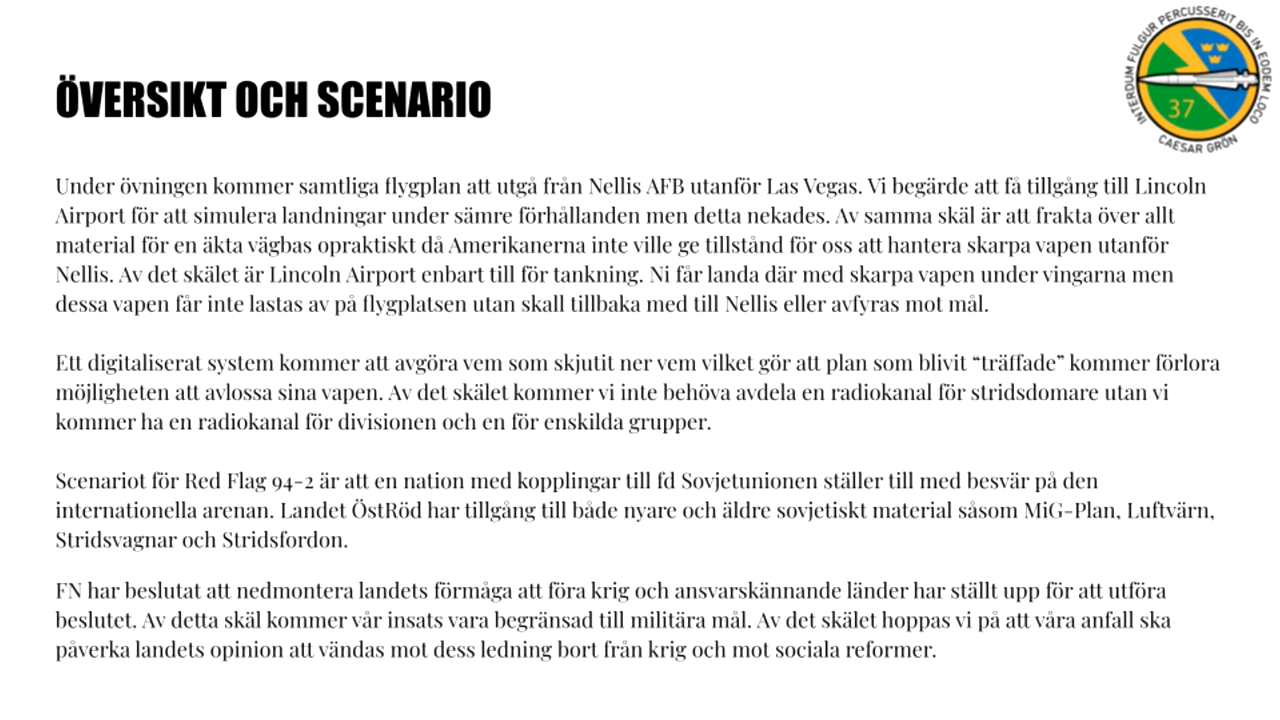 INTERDUM FULGUR PERCUSSERIT BIS IN EODEM LOCO
37
CAESAR GRÖN
ÖVERSIKT OCH SCENARIO
Under övningen kommer samtliga flygplan att utgå från Nellis AFB utanför Las Vegas. Vi begärde att få tillgång till Lincoln
Airport för att simulera landningar under sämre förhållanden men detta nekades. Av samma skäl är att frakta över allt
material för en äkta vägbas opraktiskt då Amerikanerna inte ville ge tillstånd för oss att hantera skarpa vapen utanför
Nellis. Av det skälet är Lincoln Airport enbart till för tankning. Ni får landa där med skarpa vapen under vingarna men
dessa vapen får inte lastas av på flygplatsen utan skall tillbaka med till Nellis eller avfyras mot mål.
Ett digitaliserat system kommer att avgöra vem som skjutit ner vem vilket gör att plan som blivit “träffade” kommer förlora
möjligheten att avlossa sina vapen. Av det skälet kommer vi inte behöva avdela en radiokanal för stridsdomare utan vi
kommer ha en radiokanal för divisionen och en för enskilda grupper.
Scenariot för Red Flag 94-2 är att en nation med kopplingar till fd Sovjetunionen ställer till med besvär på den
internationella arenan. Landet ÖstRöd har tillgång till både nyare och äldre sovjetiskt material såsom MiG-Plan, Luftvärn,
Stridsvagnar och Stridsfordon.
FN har beslutat att nedmontera landets förmåga att föra krig och ansvarskännande länder har ställt upp för att utföra
beslutet. Av detta skäl kommer vår insats vara begränsad till militära mål. Av det skälet hoppas vi på att våra anfall ska
påverka landets opinion att vändas mot dess ledning bort från krig och mot sociala reformer.